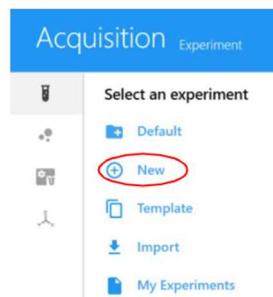 Acquisition Experiment
Select an experiment
Default
New
Template
Import
My Experiments